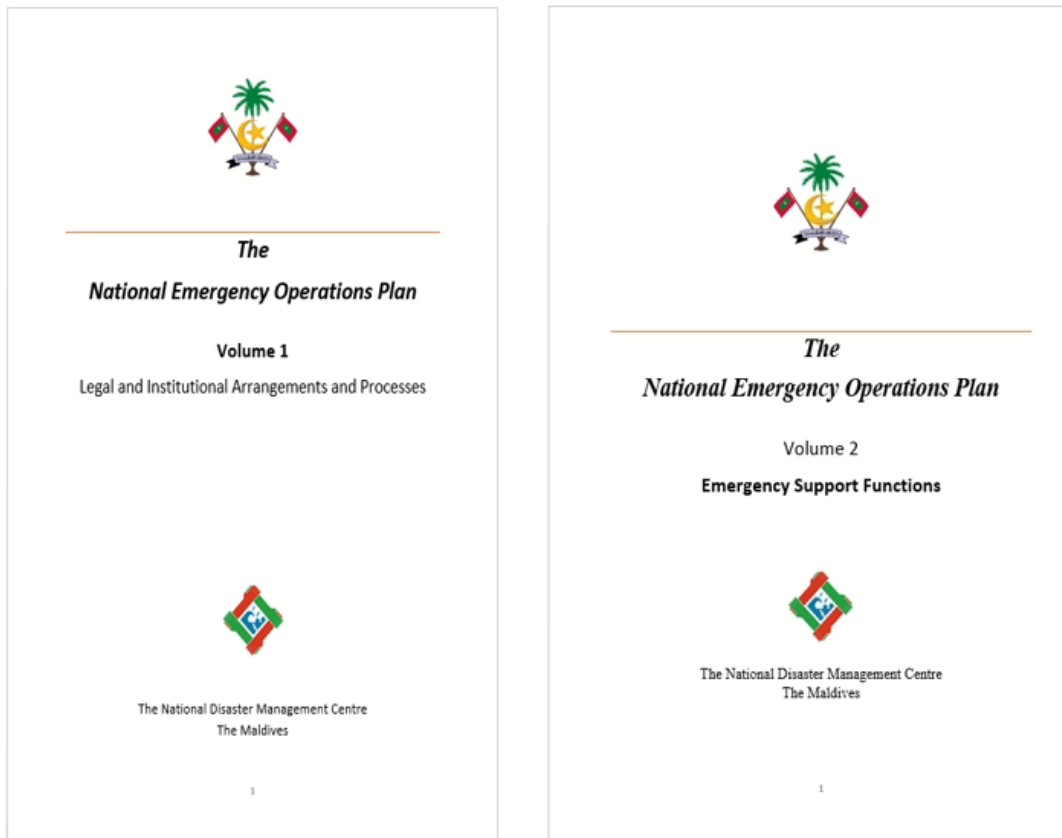 The
National Emergency Operations Plan
Volume 1
Legal and Institutional Arrangements and Processes
The National Disaster Management Centre
The Maldives
1
The
National Emergency Operations Plan
Volume 2
Emergency Support Functions
The National Disaster Management Centre
The Maldives
1